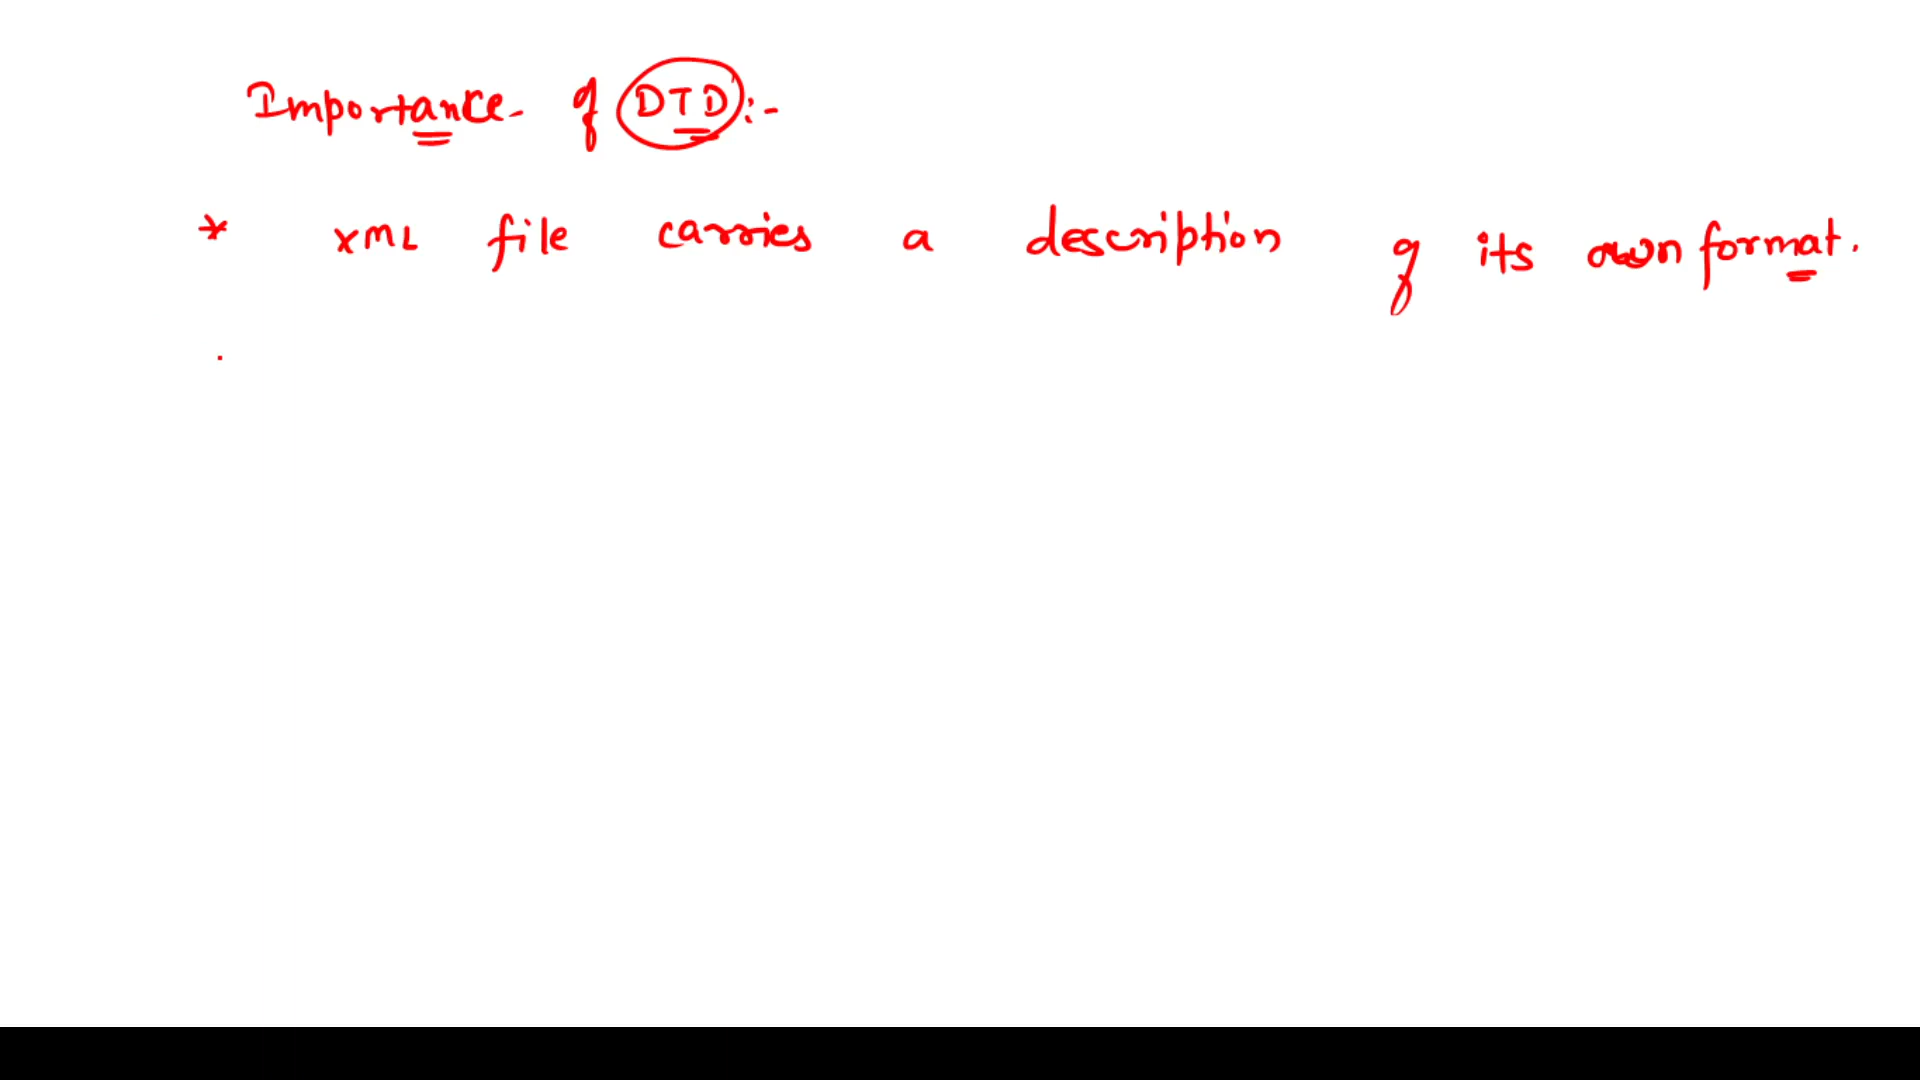 Importance of DTD:-
* XML file carries a description of its own format.